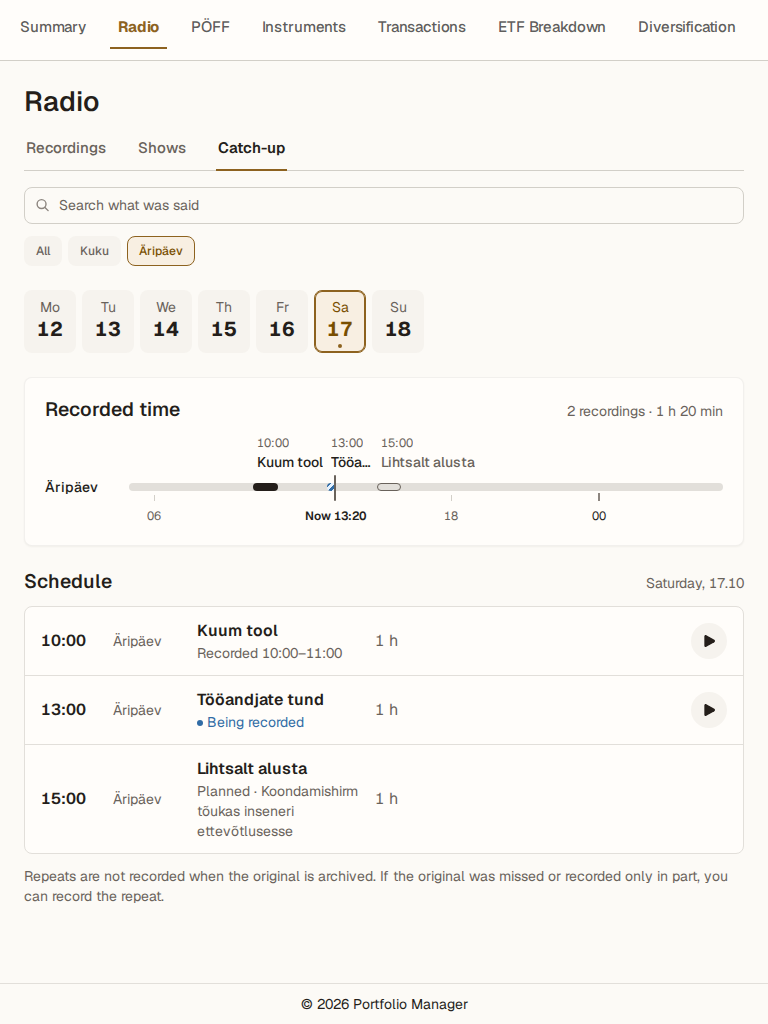 Summary Radio PÖFF Instruments Transactions ETF Breakdown Diversification
Radio
Recordings Shows Catch-up
Search what was said
All Kuku Äripäev
Mo Tu We Th Fr Sa Su
12 13 14 15 16 17 18
Recorded time 2 recordings · 1 h 20 min
10:00 13:00 15:00
Kuum tool Tööa... Lihtsalt alusta
Äripäev
06 Now 13:20 18 00
Schedule Saturday, 17.10
10:00 Äripäev Kuum tool 1 h
Recorded 10:00–11:00
13:00 Äripäev Tööandjate tund 1 h
Being recorded
15:00 Äripäev Lihtsalt alusta 1 h
Planned · Koondamishirm
tõukas inseneri
ettevõtlusesse
Repeats are not recorded when the original is archived. If the original was missed or recorded only in part, you
can record the repeat.
© 2026 Portfolio Manager